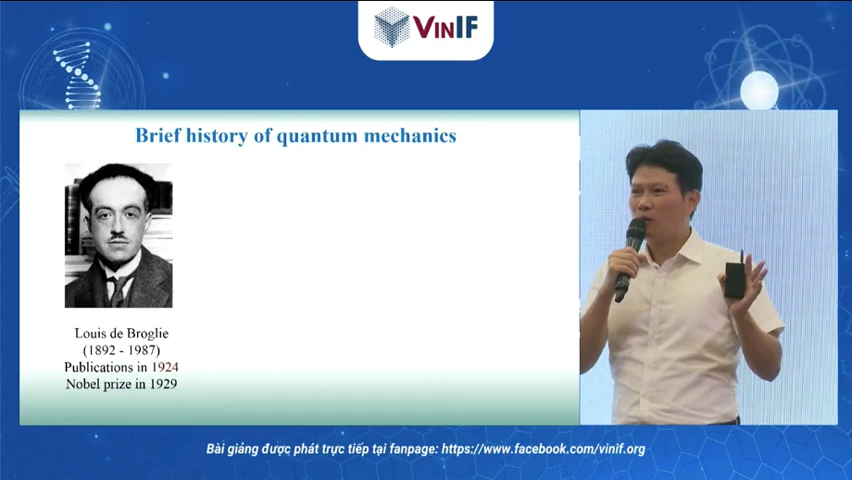 VINIF
Brief history of quantum mechanics
Louis de Broglie
(1892 - 1987)
Publications in 1924
Nobel prize in 1929
Bài giảng được phát trực tiếp tại fanpage: https://www.facebook.com/vinif.org